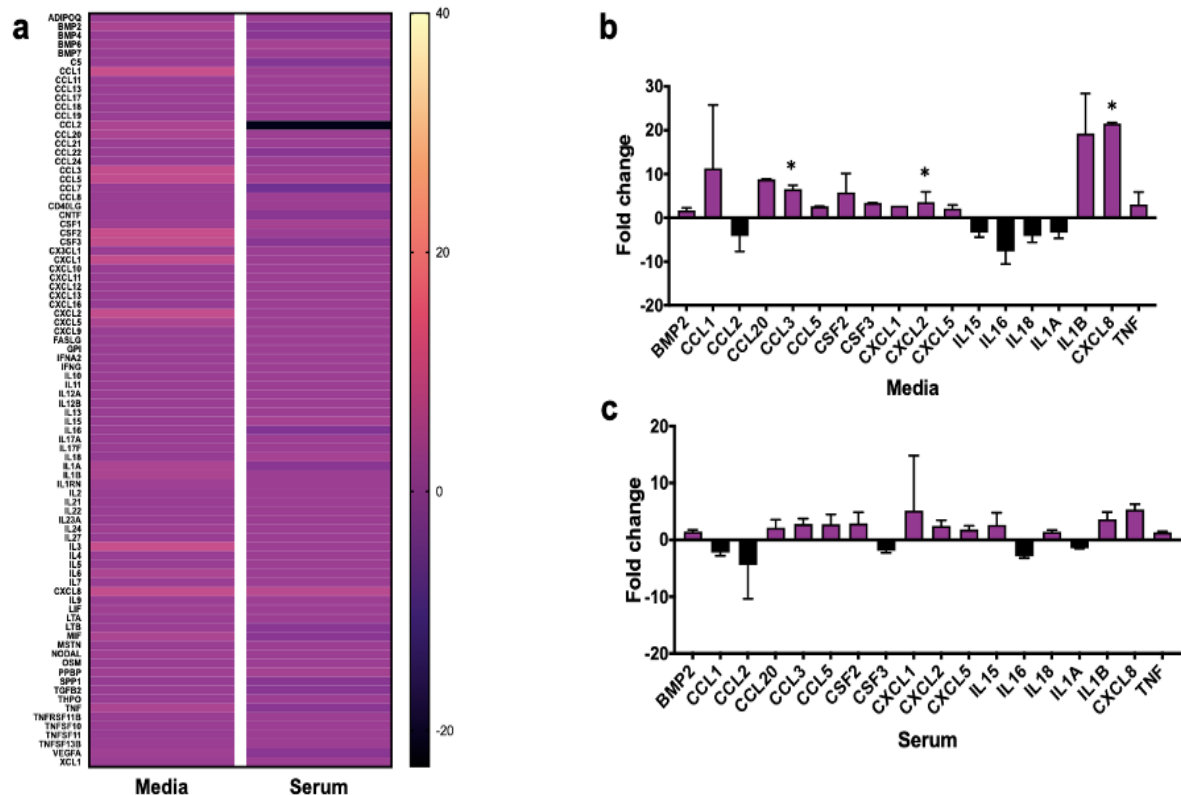 a
ADIPOQ
BMP2
BMP4
BMP6
BMP7
C5
CCL1
CCL11
CCL13
CCL17
CCL18
CCL19
CCL2
CCL20
CCL21
CCL22
CCL24
CCL3
CCL5
CCL7
CCL8
CD40LG
CNTF
CSF1
CSF2
CSF3
CX3CL1
CXCL1
CXCL10
CXCL11
CXCL12
CXCL13
CXCL16
CXCL2
CXCL5
CXCL9
FASLG
GPI
IFNA2
IFNG
IL10
IL11
IL12A
IL12B
IL13
IL15
IL16
IL17A
IL17F
IL18
IL1A
IL1B
IL1RN
IL2
IL21
IL22
IL23A
IL24
IL27
IL3
IL4
IL5
IL6
IL7
CXCL8
IL9
LIF
LTA
LTB
MIF
MSTN
NODAL
OSM
PPBP
SPP1
TGFB2
THPO
TNF
TNFRSF11B
TNFSF10
TNFSF11
TNFSF13B
VEGFA
XCL1
Media Serum
40
20
0
-20
b
Fold change
30
20
10
0
-10
-20
* * *
BMP2 CCL1 CCL2 CCL20 CCL3 CCL5 CSF2 CSF3 CXCL1 CXCL2 CXCL5 IL15 IL16 IL18 IL1A IL1B CXCL8 TNF
Media
c
Fold change
20
10
0
-10
-20
BMP2 CCL1 CCL2 CCL20 CCL3 CCL5 CSF2 CSF3 CXCL1 CXCL2 CXCL5 IL15 IL16 IL18 IL1A IL1B CXCL8 TNF
Serum